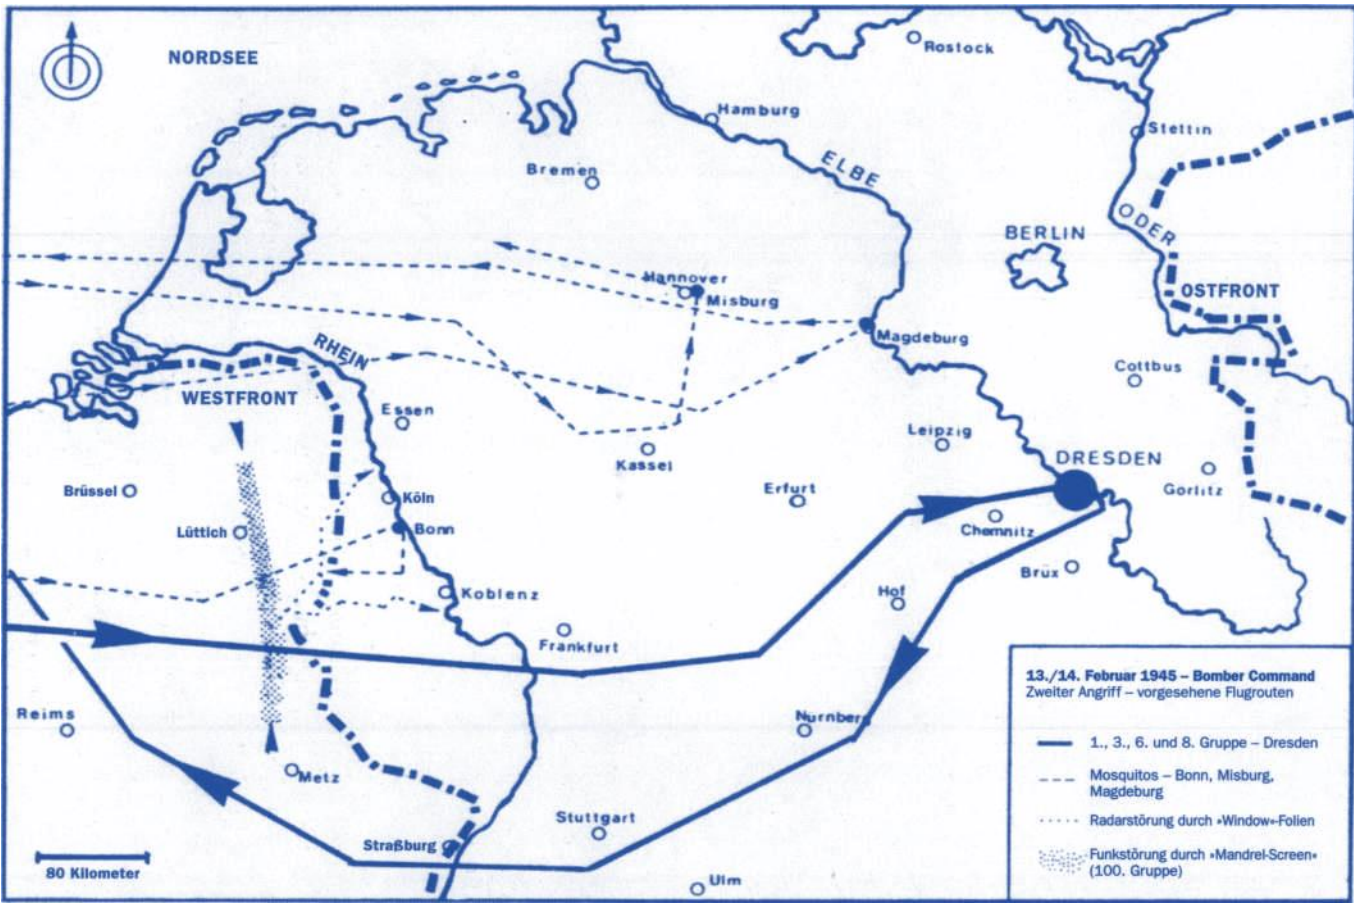 NORDSEE
Rostock
Hamburg
Stettin
ELBE
Bremen
ODER
BERLIN
Hannover
Misburg
OSTFRONT
Magdeburg
RHEIN
Cottbus
WESTFRONT
Essen
Leipzig
Kassel
DRESDEN
Erfurt
Görlitz
Brüssel
Köln
Chemnitz
Lüttich
Bonn
Brüx
Koblenz
Hof
Frankfurt
Reims
Nürnberg
Metz
Stuttgart
Straßburg
Ulm
80 Kilometer
13./14. Februar 1945 – Bomber Command
Zweiter Angriff – vorgesehene Flugrouten
1., 3., 6. und 8. Gruppe – Dresden
Mosquitos – Bonn, Misburg,
Magdeburg
Radarstörung durch »Window«-Folien
Funkstörung durch »Mandrel-Screen«
(100. Gruppe)